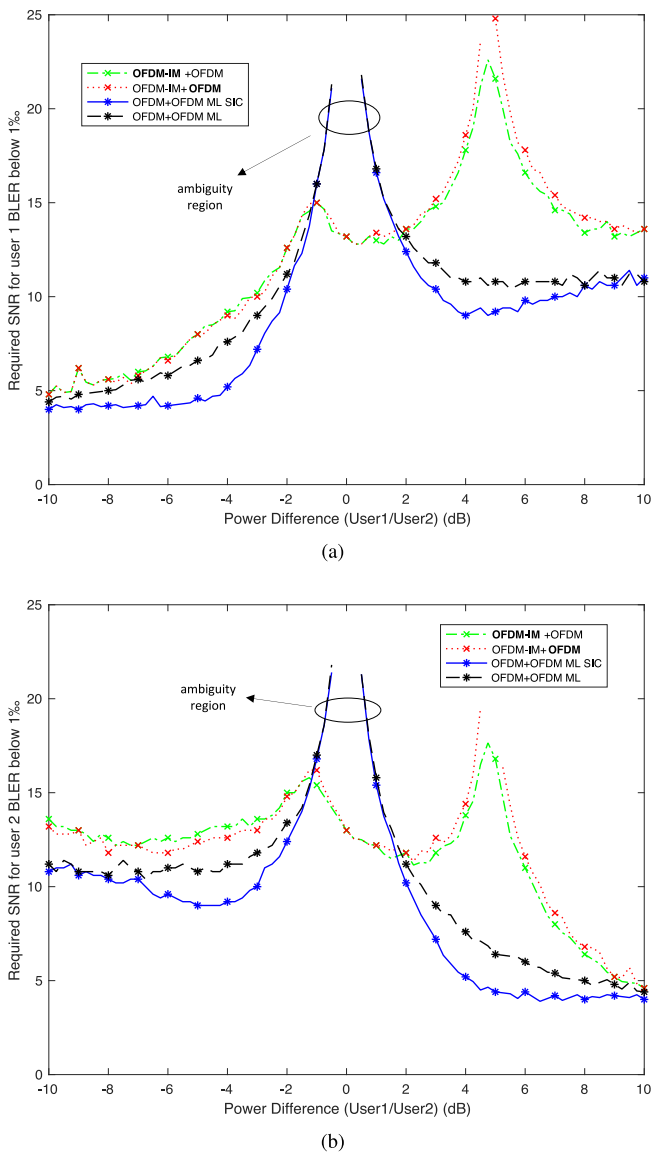 25
20
15
10
5
0
Required SNR for user 1 BLER below 1‰
OFDM-IM +OFDM
OFDM-IM+ OFDM
OFDM+OFDM ML SIC
OFDM+OFDM ML
ambiguity
region
-10 -8 -6 -4 -2 0 2 4 6 8 10
Power Difference (User1/User2) (dB)
(a)
25
20
15
10
5
0
Required SNR for user 2 BLER below 1‰
OFDM-IM +OFDM
OFDM-IM+ OFDM
OFDM+OFDM ML SIC
OFDM+OFDM ML
ambiguity
region
-10 -8 -6 -4 -2 0 2 4 6 8 10
Power Difference (User1/User2) (dB)
(b)